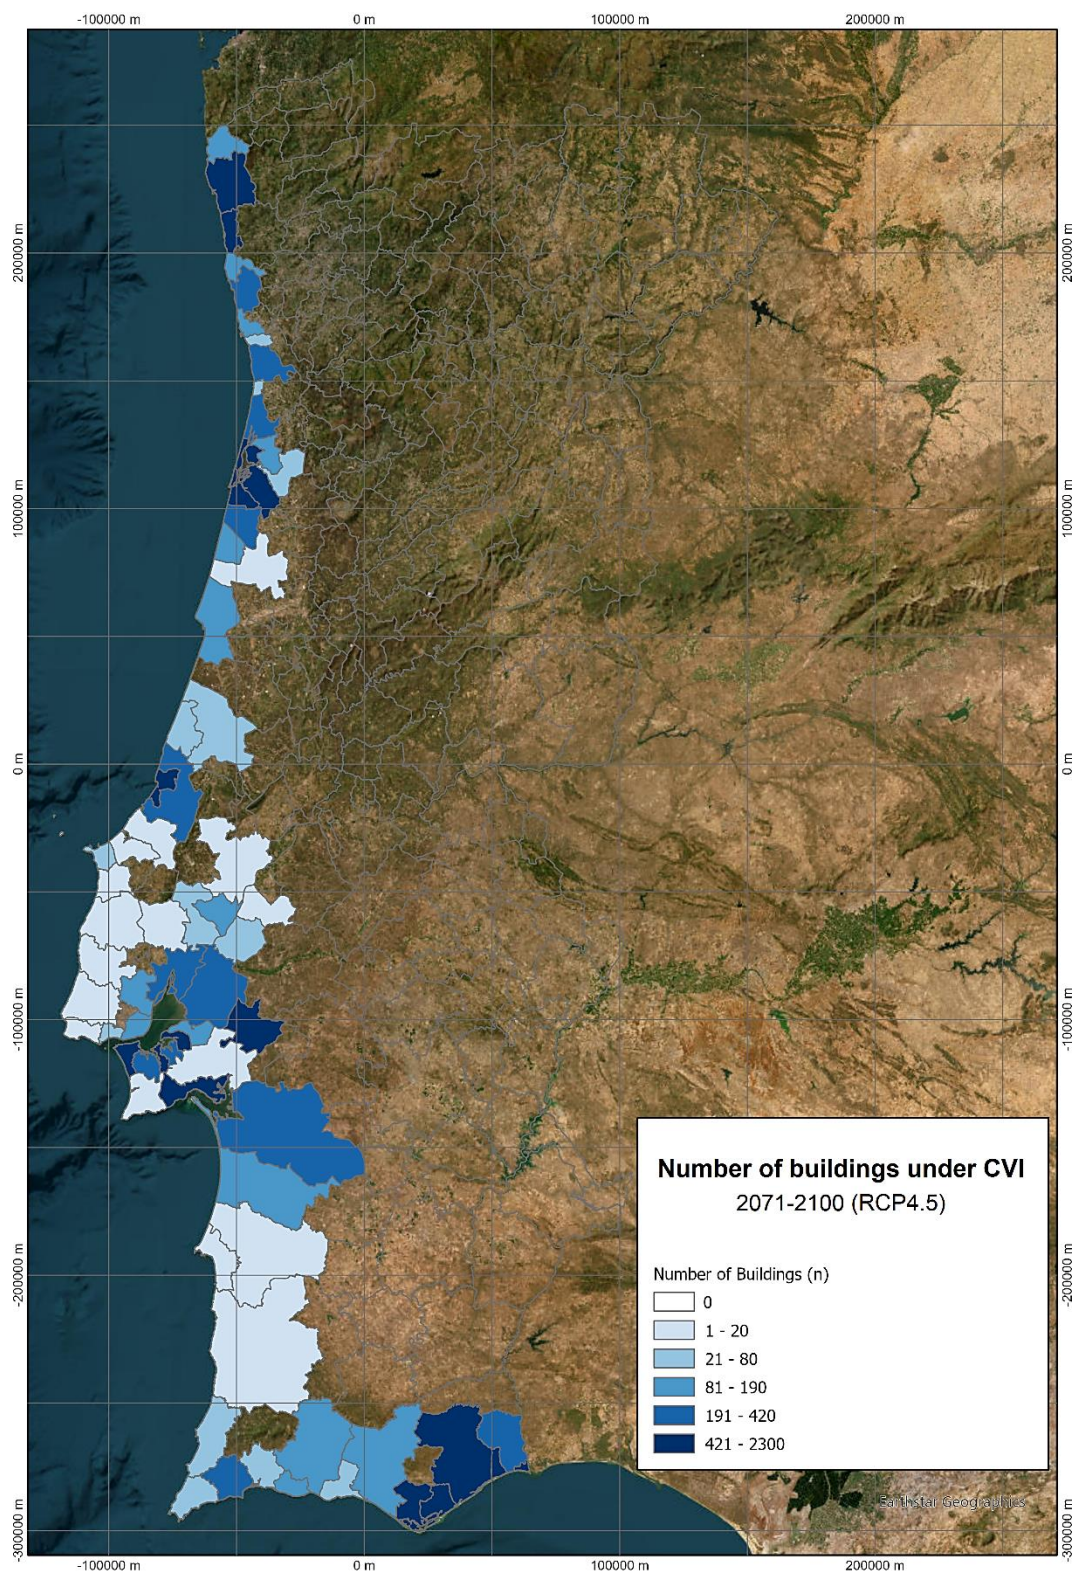 -100000 m
0 m
100000 m
200000 m
200000 m
200000 m
100000 m
100000 m
0 m
0 m
-100000 m
-100000 m
-200000 m
-200000 m
-300000 m
-300000 m
Number of buildings under CVI
2071-2100 (RCP4.5)
Number of Buildings (n)
0
1 - 20
21 - 80
81 - 190
191 - 420
421 - 2300
Earthstar Geographics
-100000 m
0 m
100000 m
200000 m